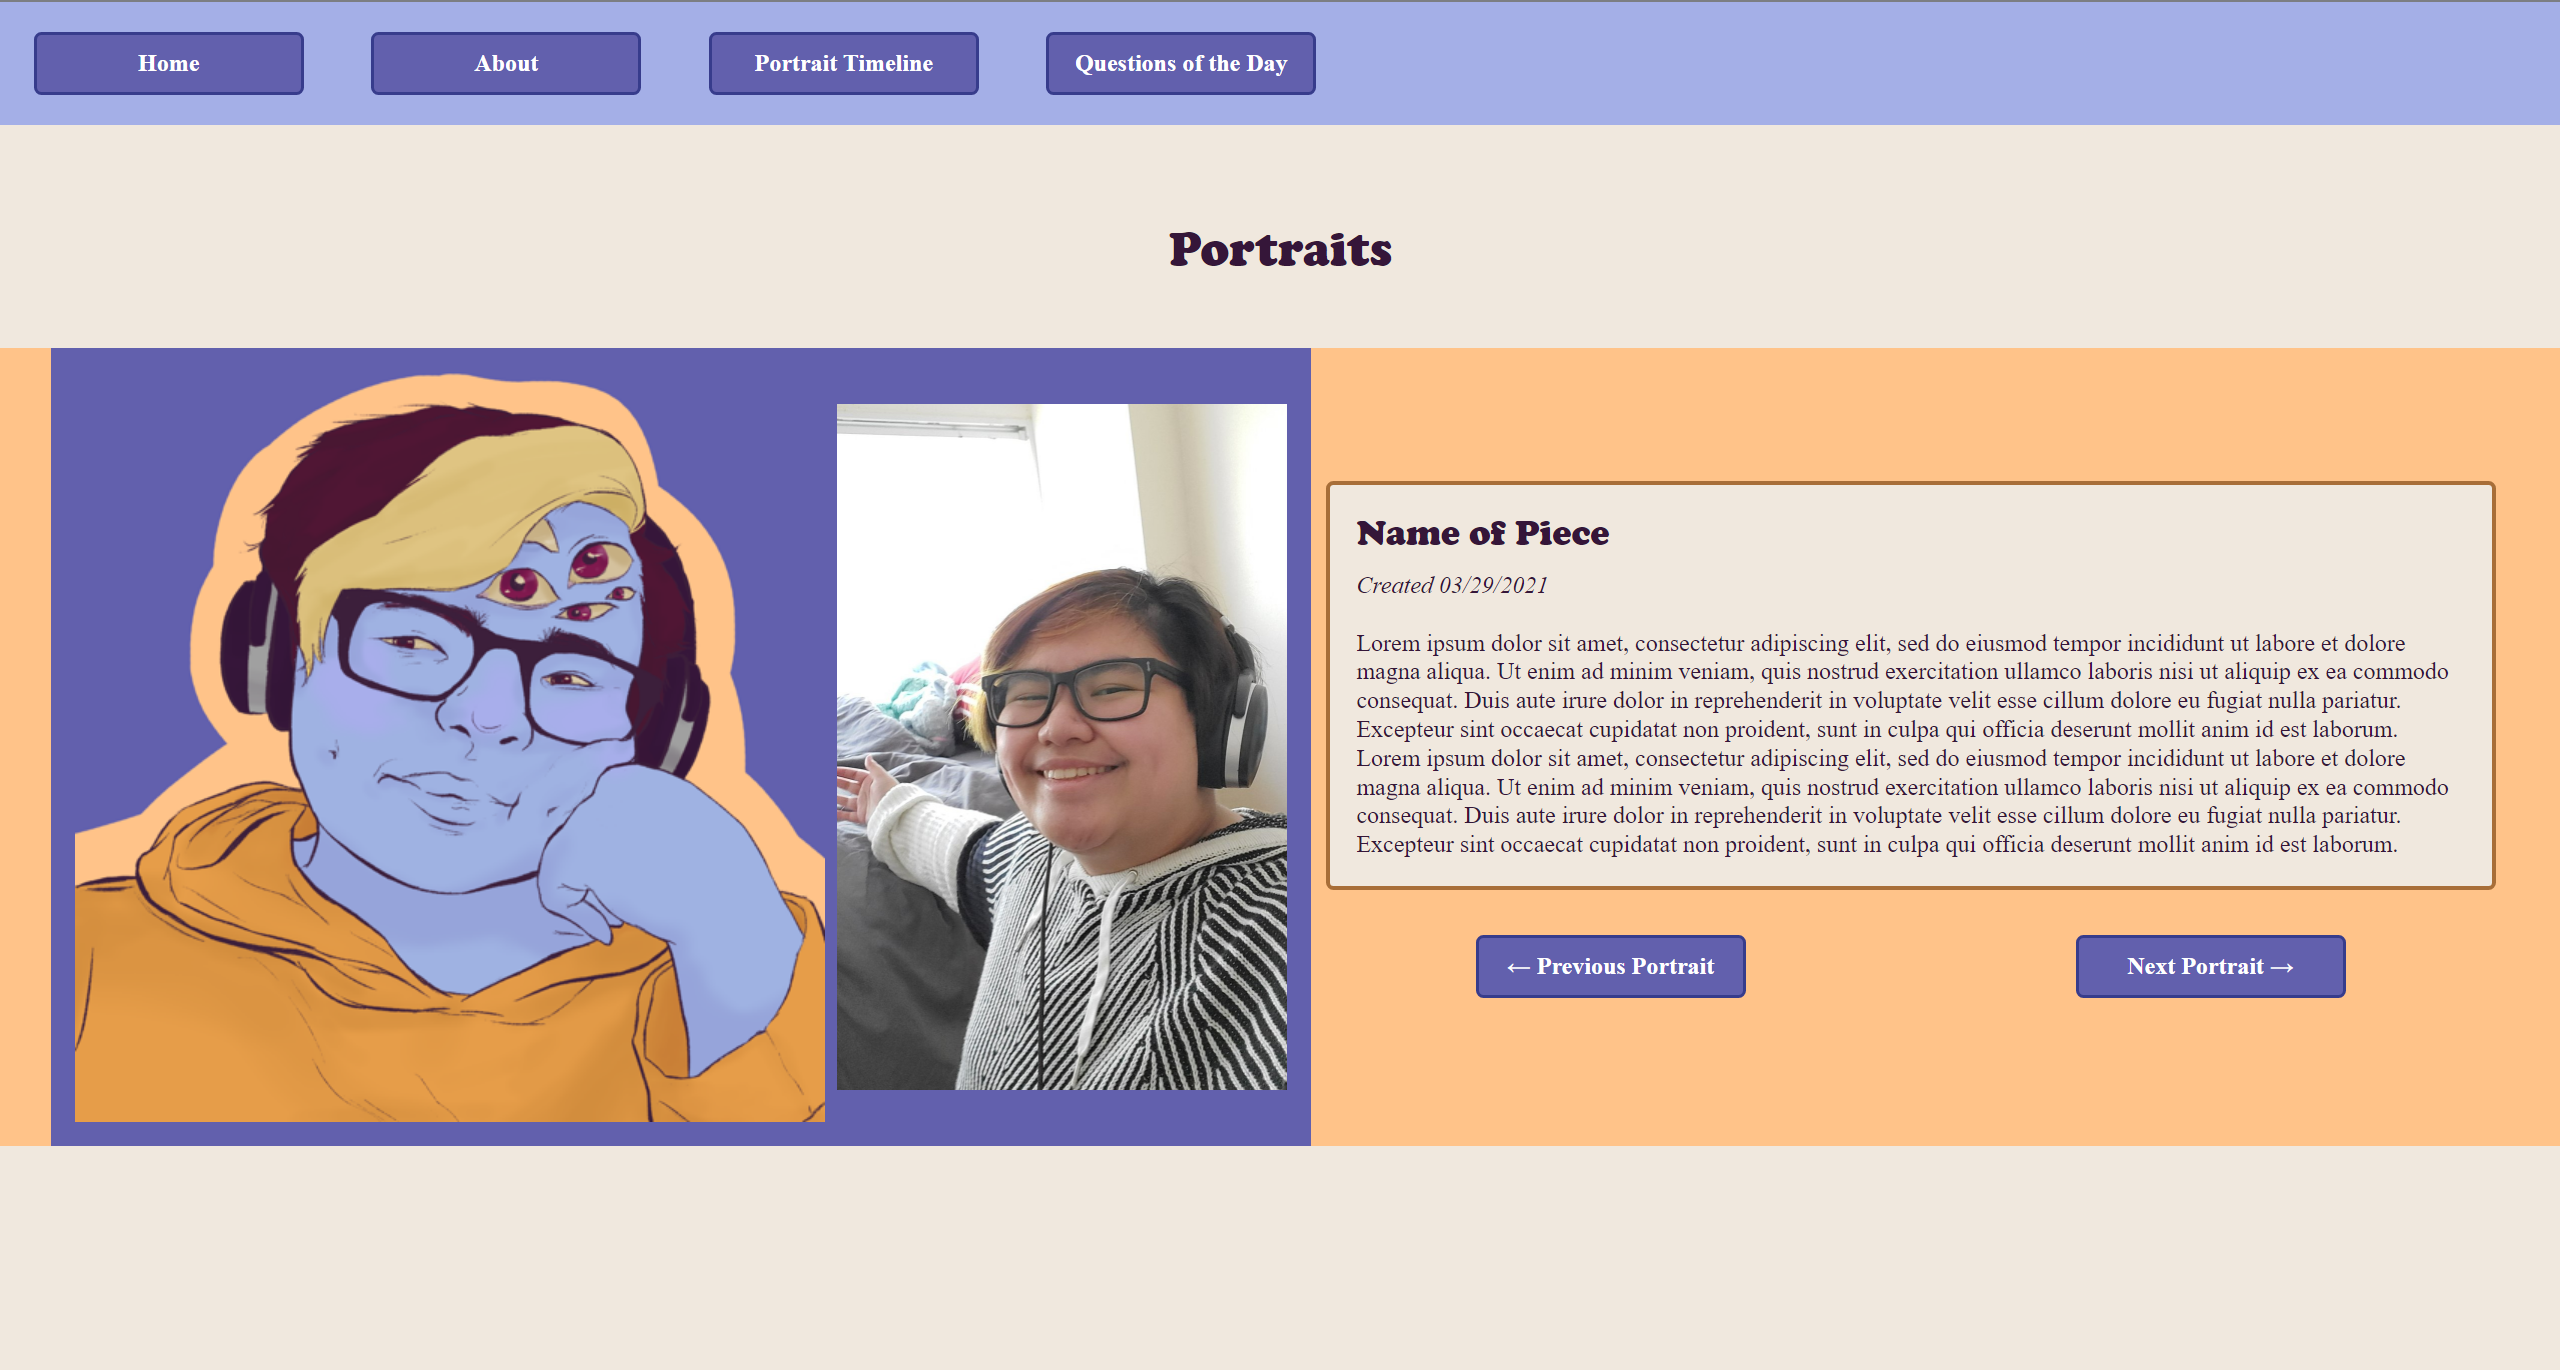 Home
About
Portrait Timeline
Questions of the Day
Portraits
Name of Piece
Created 03/29/2021
Lorem ipsum dolor sit amet, consectetur adipiscing elit, sed do eiusmod tempor incididunt ut labore et dolore
magna aliqua. Ut enim ad minim veniam, quis nostrud exercitation ullamco laboris nisi ut aliquip ex ea commodo
consequat. Duis aute irure dolor in reprehenderit in voluptate velit esse cillum dolore eu fugiat nulla pariatur.
Excepteur sint occaecat cupidatat non proident, sunt in culpa qui officia deserunt mollit anim id est laborum.
Lorem ipsum dolor sit amet, consectetur adipiscing elit, sed do eiusmod tempor incididunt ut labore et dolore
magna aliqua. Ut enim ad minim veniam, quis nostrud exercitation ullamco laboris nisi ut aliquip ex ea commodo
consequat. Duis aute irure dolor in reprehenderit in voluptate velit esse cillum dolore eu fugiat nulla pariatur.
Excepteur sint occaecat cupidatat non proident, sunt in culpa qui officia deserunt mollit anim id est laborum.
← Previous Portrait
Next Portrait →